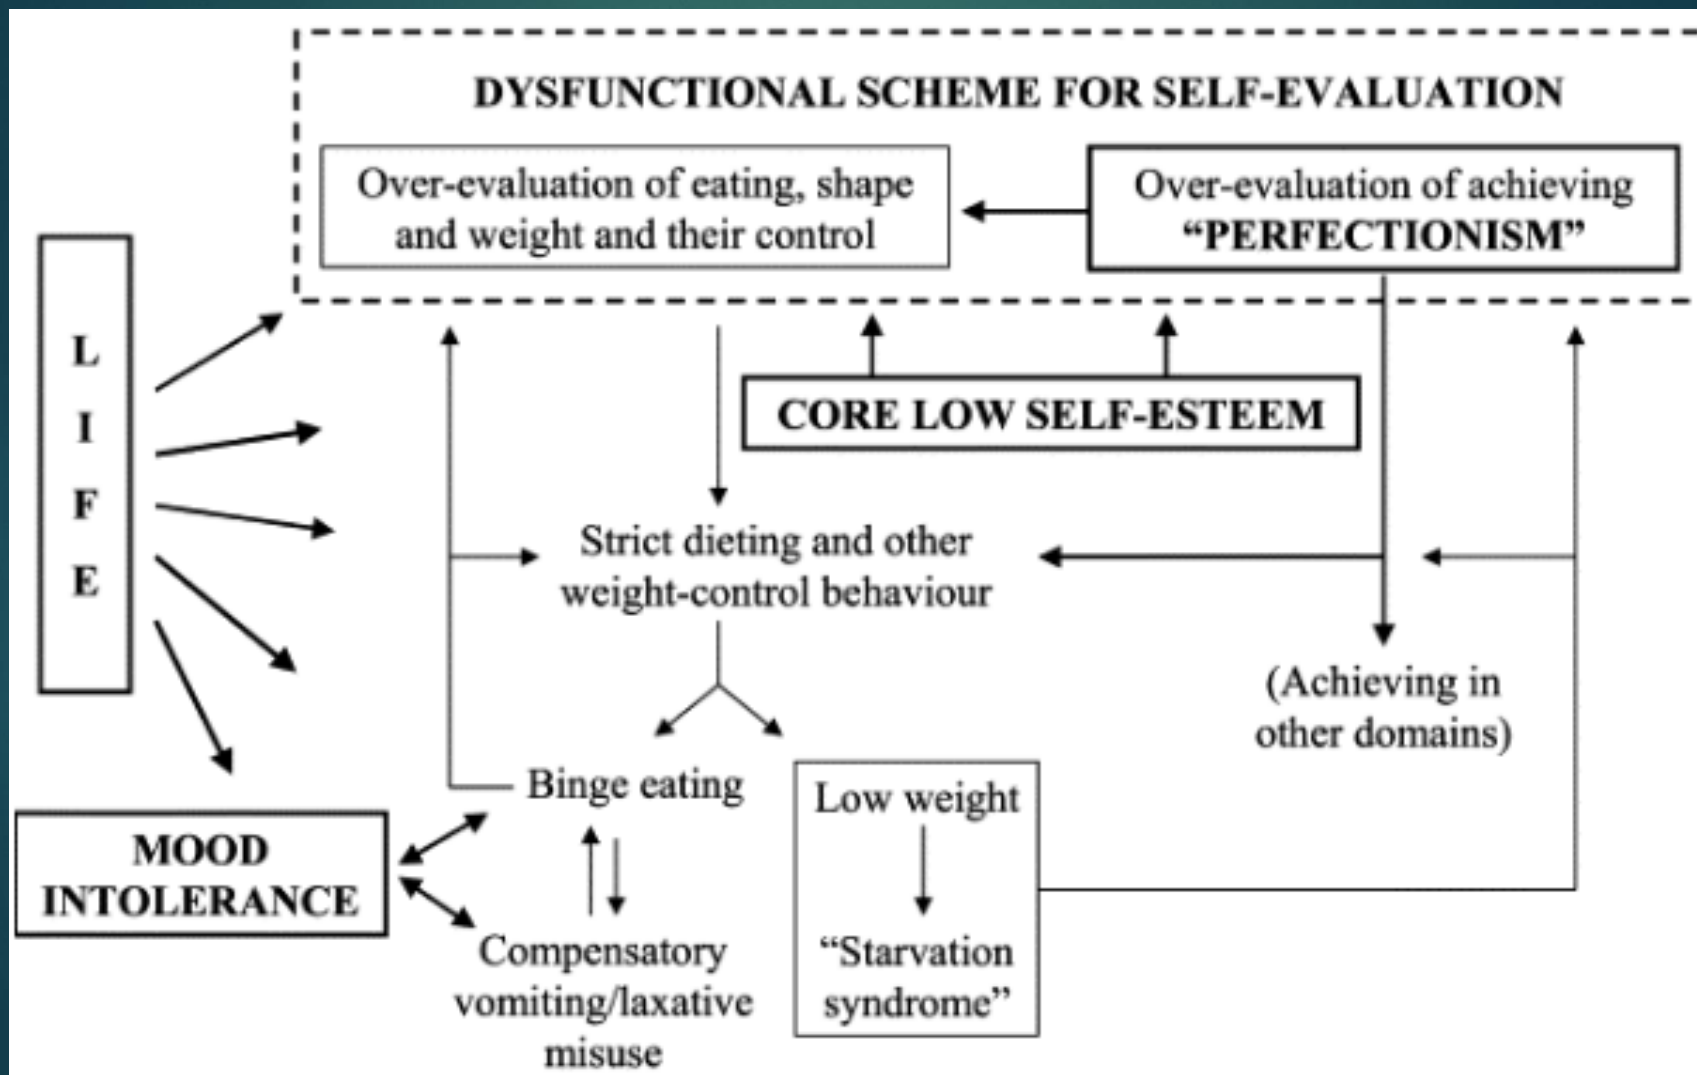 DYSFUNCTIONAL SCHEME FOR SELF-EVALUATION
Over-evaluation of eating, shape
and weight and their control
Over-evaluation of achieving
“PERFECTIONISM”
L
I
F
E
CORE LOW SELF-ESTEEM
Strict dieting and other
weight-control behaviour
(Achieving in
other domains)
Binge eating
Low weight
MOOD
INTOLERANCE
Compensatory
vomiting/laxative
misuse
“Starvation
syndrome”